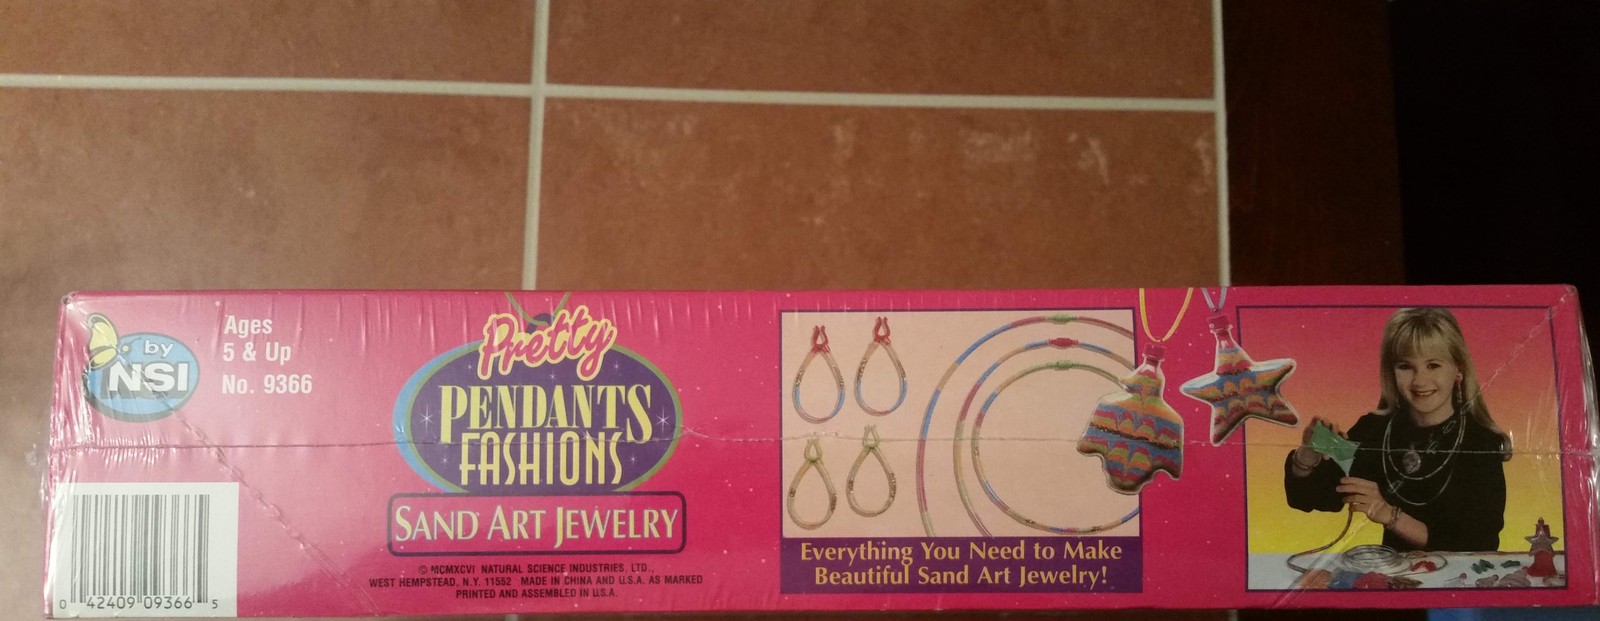 by
NSI
Ages
5 & Up
No. 9366
0 42409 09366 5
Pretty
PENDANTS
FASHIONS
SAND ART JEWELRY
© MCMXCVI NATURAL SCIENCE INDUSTRIES, LTD.,
WEST HEMPSTEAD, N.Y. 11552 MADE IN CHINA AND U.S.A. AS MARKED
PRINTED AND ASSEMBLED IN U.S.A.
Everything You Need to Make
Beautiful Sand Art Jewelry!